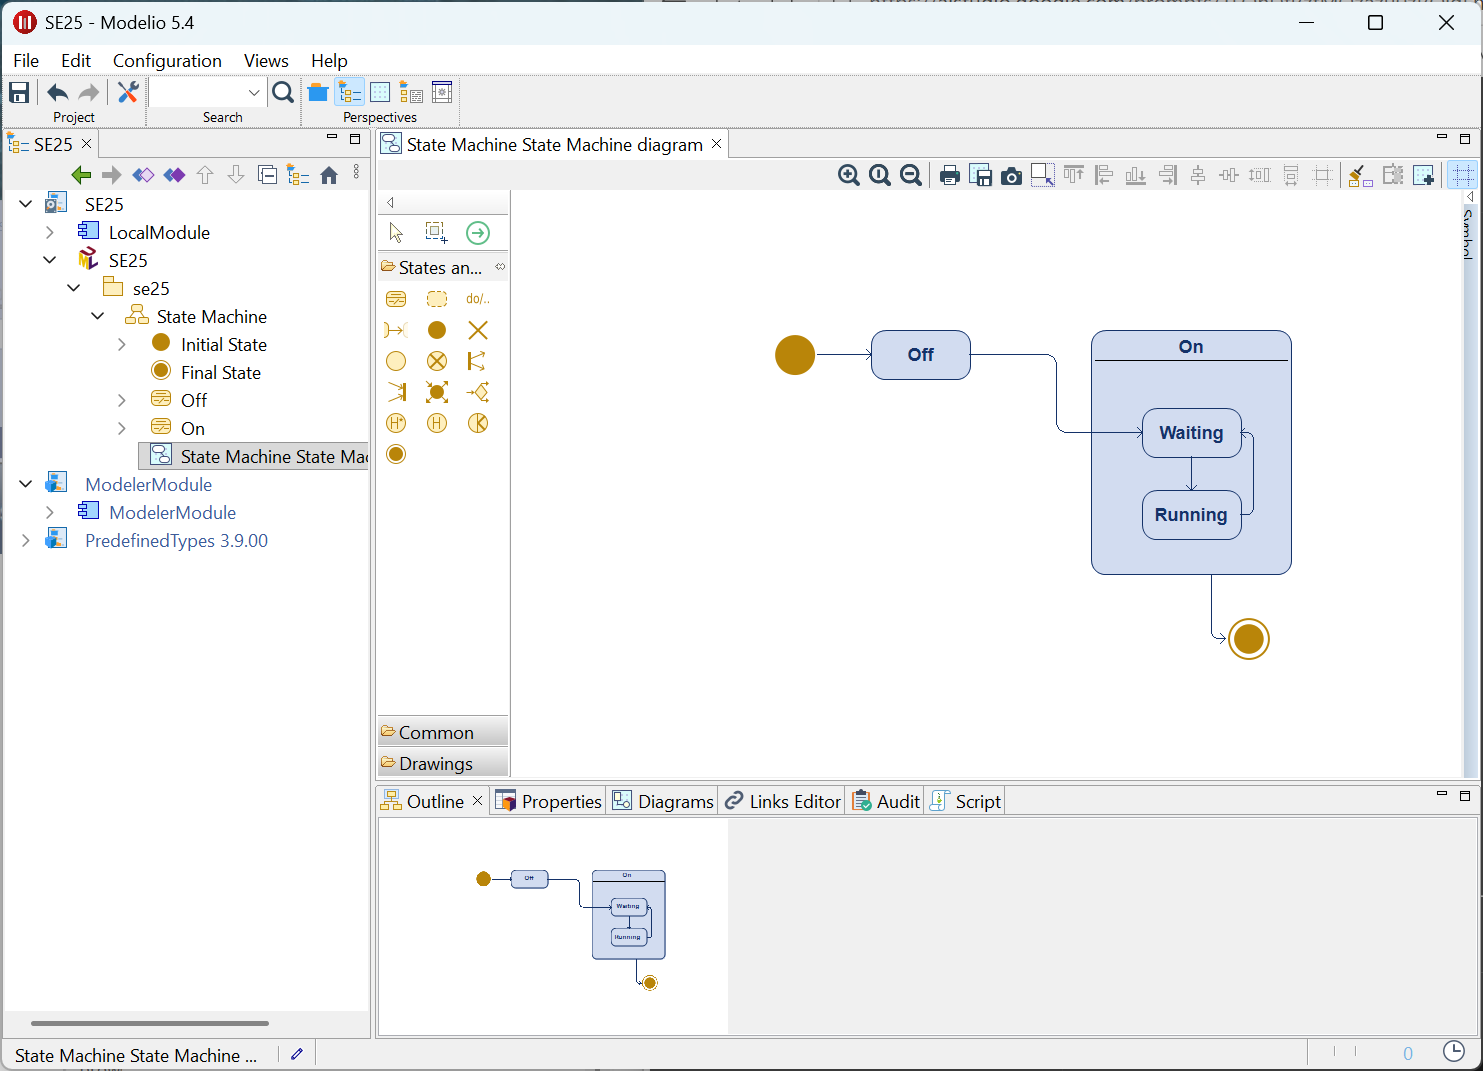 SE25 - Modelio 5.4
File Edit Configuration Views Help
Project
Search
Perspectives
SE25
State Machine State Machine diagram
SE25
LocalModule
SE25
se25
State Machine
Initial State
Final State
Off
On
State Machine State Mac
ModelerModule
ModelerModule
PredefinedTypes 3.9.00
States an...
do/..
H* H
Common
Drawings
Off
On
Waiting
Running
Symbol
Outline Properties Diagrams Links Editor Audit Script
Off
On
Waiting
Running
State Machine State Machine ...
0